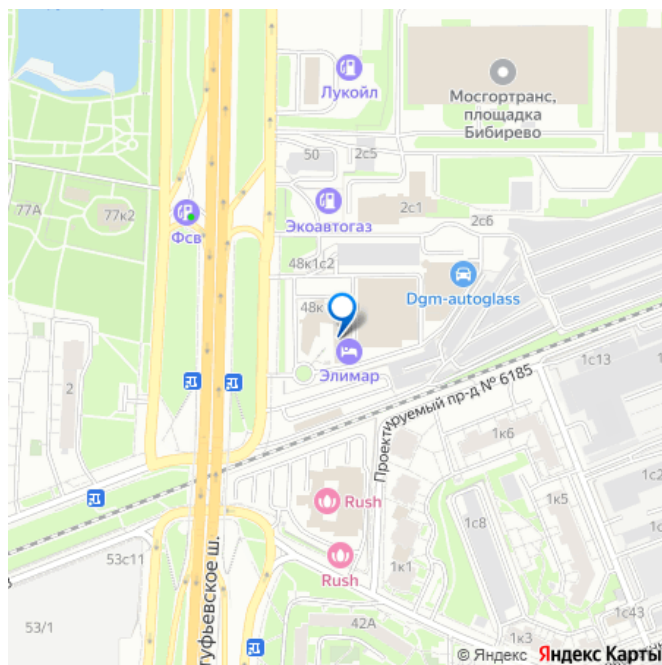 Лукойл
Мосгортранс,
площадка
Бибирево
50
2с5
77А
77к2
Экоавтогаз
2с1
2с6
Фсв
48к1с2
Dgm-autoglass
48к
Элимар
2
Проектируемый пр-д № 6185
1с13
1к6
1с2
Rush
1к5
1с8
53с11
Rush
1к1
1с43
53/1
туфьевское ш.
42А
1к3
© Яндекс Яндекс Карты